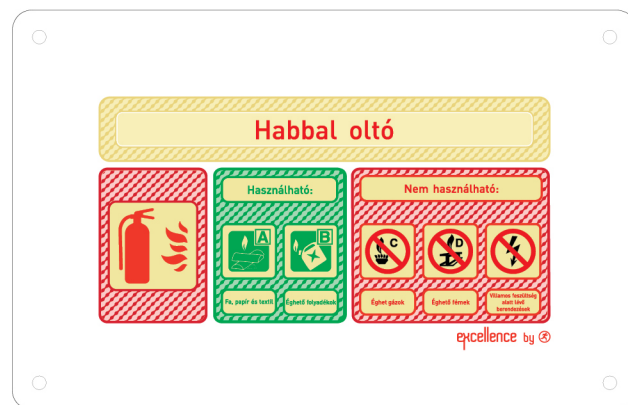 Habbal oltó
Használható:
Nem használható:
A
B
C
D
Fa, papír és textil
Éghető folyadékok
Éghet gázok
Éghető fémek
Villamos feszültség
alatt lévő
berendezések
excellence by